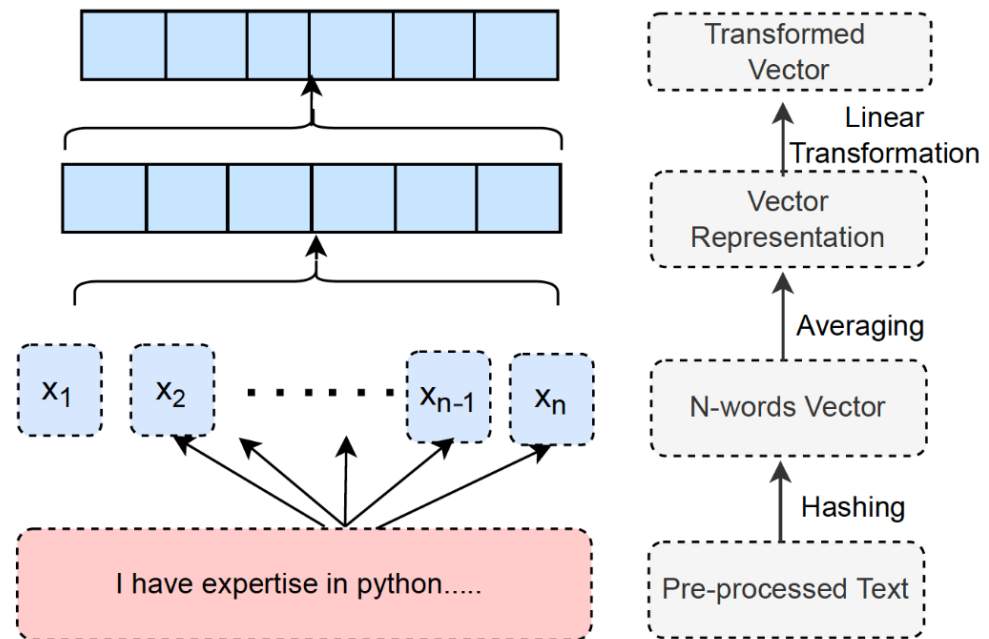 Transformed
Vector
Linear
Transformation
Vector
Representation
Averaging
x1
x2
. . . . . . . .
xn-1
xn
N-words Vector
Hashing
I have expertise in python.....
Pre-processed Text